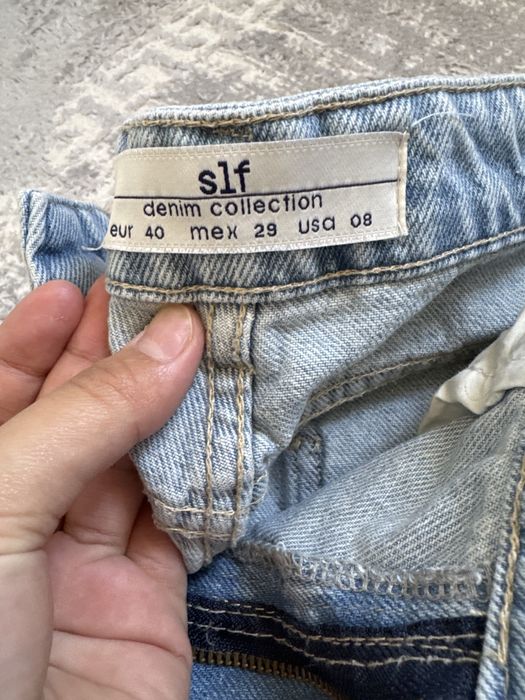 slf
denim collection
eur 40 mex 29 usa 08